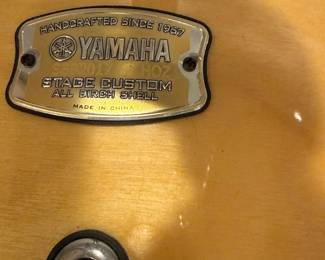 HANDCRAFTED SINCE 1967
YAMAHA
STAGE CUSTOM
ALL BIRCH SHELL
MADE IN CHINA